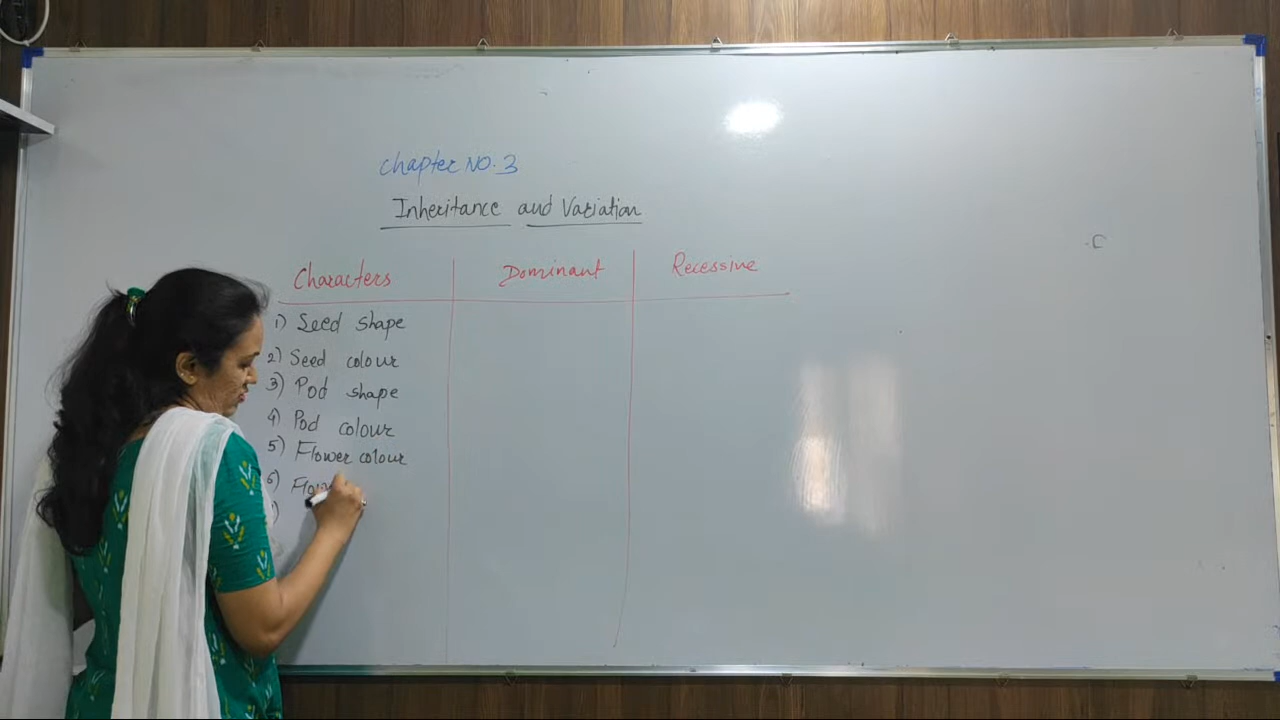 Chapter NO. 3
Inheritance and Variation
Characters Dominant Recessive
1) Seed shape
2) Seed colour
3) Pod shape
4) Pod colour
5) Flower colour
6)